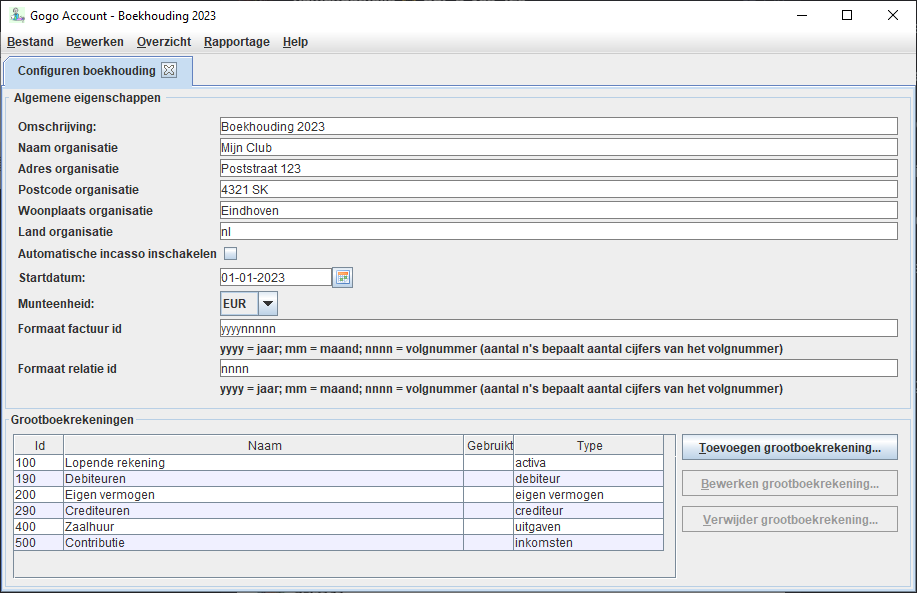 Gogo Account - Boekhouding 2023
Bestand Bewerken Overzicht Rapportage Help
Configuren boekhouding
Algemene eigenschappen
Omschrijving: Boekhouding 2023
Naam organisatie Mijn Club
Adres organisatie Poststraat 123
Postcode organisatie 4321 SK
Woonplaats organisatie Eindhoven
Land organisatie nl
Automatische incasso inschakelen
Startdatum: 01-01-2023
Munteenheid: EUR
Formaat factuur id yyyynnnnn
yyyy = jaar; mm = maand; nnnn = volgnummer (aantal n's bepaalt aantal cijfers van het volgnummer)
Formaat relatie id nnnn
yyyy = jaar; mm = maand; nnnn = volgnummer (aantal n's bepaalt aantal cijfers van het volgnummer)
Grootboekrekeningen
Id Naam Gebruikt Type
100 Lopende rekening activa
190 Debiteuren debiteur
200 Eigen vermogen eigen vermogen
290 Crediteuren crediteur
400 Zaalhuur uitgaven
500 Contributie inkomsten
Toevoegen grootboekrekening...
Bewerken grootboekrekening...
Verwijder grootboekrekening...